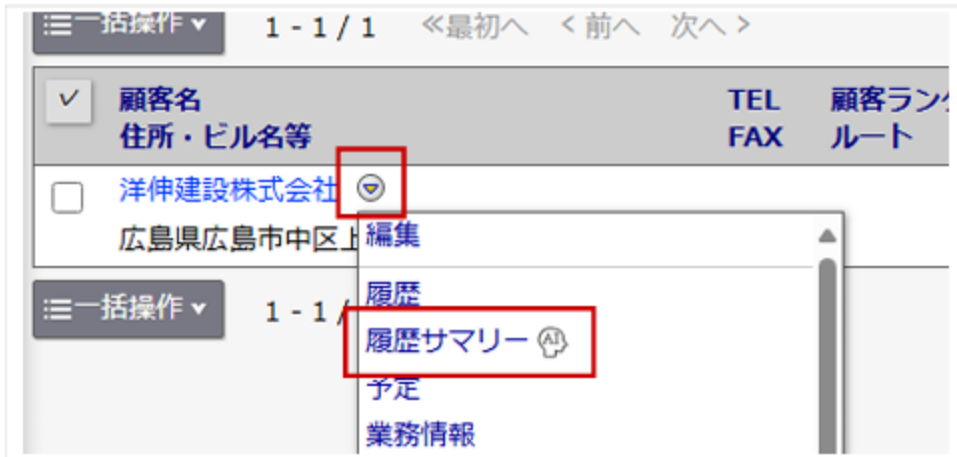 一括操作 1 - 1 / 1 ≪最初へ < 前へ 次へ >
顧客名 TEL 顧客ランク
住所・ビル名等 FAX ルート
洋伸建設株式会社
広島県広島市中区上
編集
履歴
一括操作 1 - 1 /
履歴サマリー AI
予定
業務情報